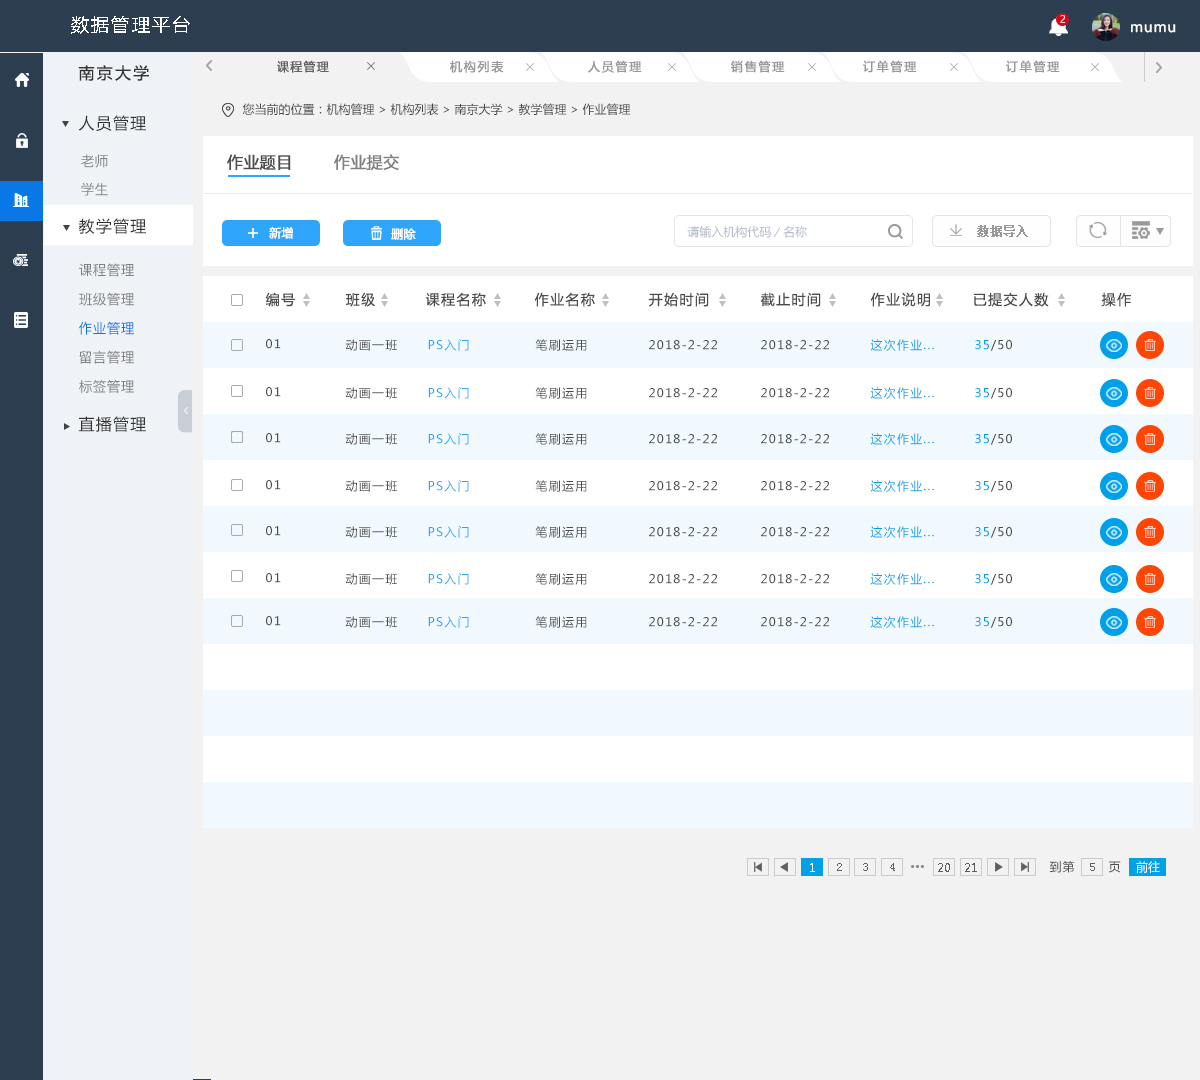 数据管理平台
2
mumu
南京大学
人员管理
老师
学生
教学管理
课程管理
班级管理
作业管理
留言管理
标签管理
直播管理
课程管理 机构列表 人员管理 销售管理 订单管理 订单管理
您当前的位置：机构管理 > 机构列表 > 南京大学 > 教学管理 > 作业管理
作业题目 作业提交
新增 删除 请输入机构代码 / 名称 数据导入
编号 班级 课程名称 作业名称 开始时间 截止时间 作业说明 已提交人数 操作
01 动画一班 PS入门 笔刷运用 2018-2-22 2018-2-22 这次作业... 35/50
01 动画一班 PS入门 笔刷运用 2018-2-22 2018-2-22 这次作业... 35/50
01 动画一班 PS入门 笔刷运用 2018-2-22 2018-2-22 这次作业... 35/50
01 动画一班 PS入门 笔刷运用 2018-2-22 2018-2-22 这次作业... 35/50
01 动画一班 PS入门 笔刷运用 2018-2-22 2018-2-22 这次作业... 35/50
01 动画一班 PS入门 笔刷运用 2018-2-22 2018-2-22 这次作业... 35/50
01 动画一班 PS入门 笔刷运用 2018-2-22 2018-2-22 这次作业... 35/50
1 2 3 4 ••• 20 21 到第 5 页 前往